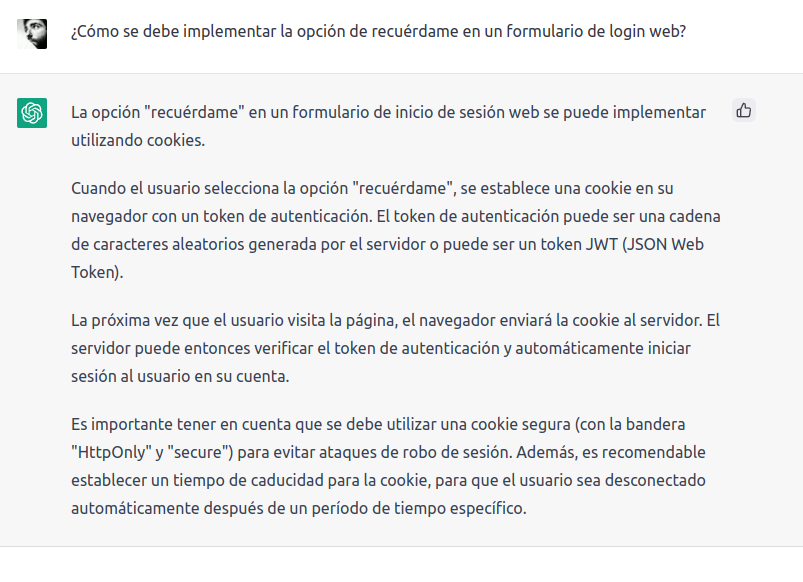 ¿Cómo se debe implementar la opción de recuérdame en un formulario de login web?
La opción "recuérdame" en un formulario de inicio de sesión web se puede implementar
utilizando cookies.
Cuando el usuario selecciona la opción "recuérdame", se establece una cookie en su
navegador con un token de autenticación. El token de autenticación puede ser una cadena
de caracteres aleatorios generada por el servidor o puede ser un token JWT (JSON Web
Token).
La próxima vez que el usuario visita la página, el navegador enviará la cookie al servidor. El
servidor puede entonces verificar el token de autenticación y automáticamente iniciar
sesión al usuario en su cuenta.
Es importante tener en cuenta que se debe utilizar una cookie segura (con la bandera
"HttpOnly" y "secure") para evitar ataques de robo de sesión. Además, es recomendable
establecer un tiempo de caducidad para la cookie, para que el usuario sea desconectado
automáticamente después de un período de tiempo específico.